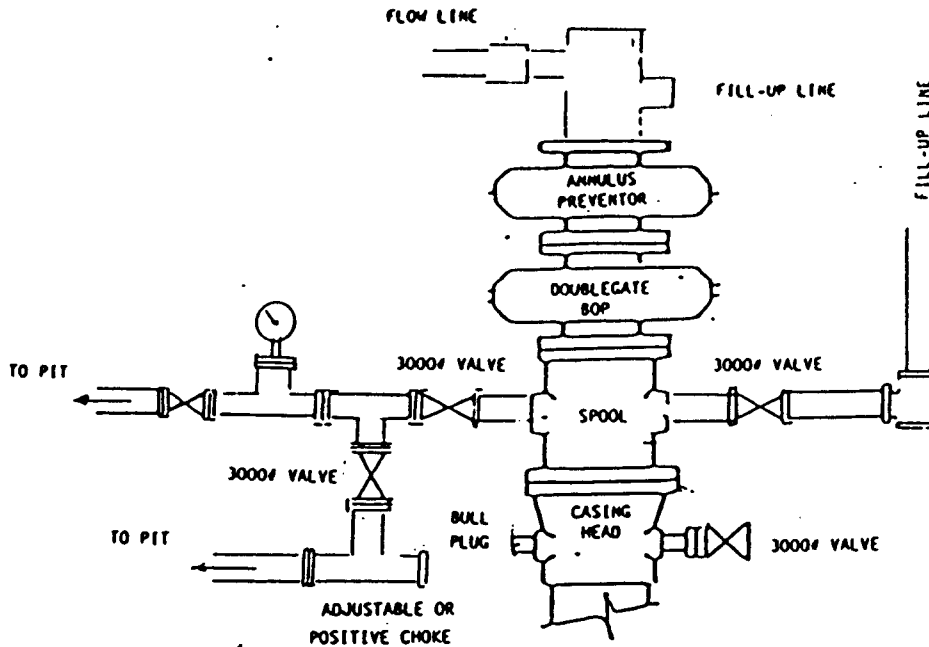 FLOW LINE
FILL-UP LINE
FILL-UP LINE
ANNULUS
PREVENTOR
DOUBLEGATE
BOP
TO PIT
3000# VALVE
3000# VALVE
SPOOL
3000# VALVE
BULL
PLUG
CASING
HEAD
3000# VALVE
TO PIT
ADJUSTABLE OR
POSITIVE CHOKE